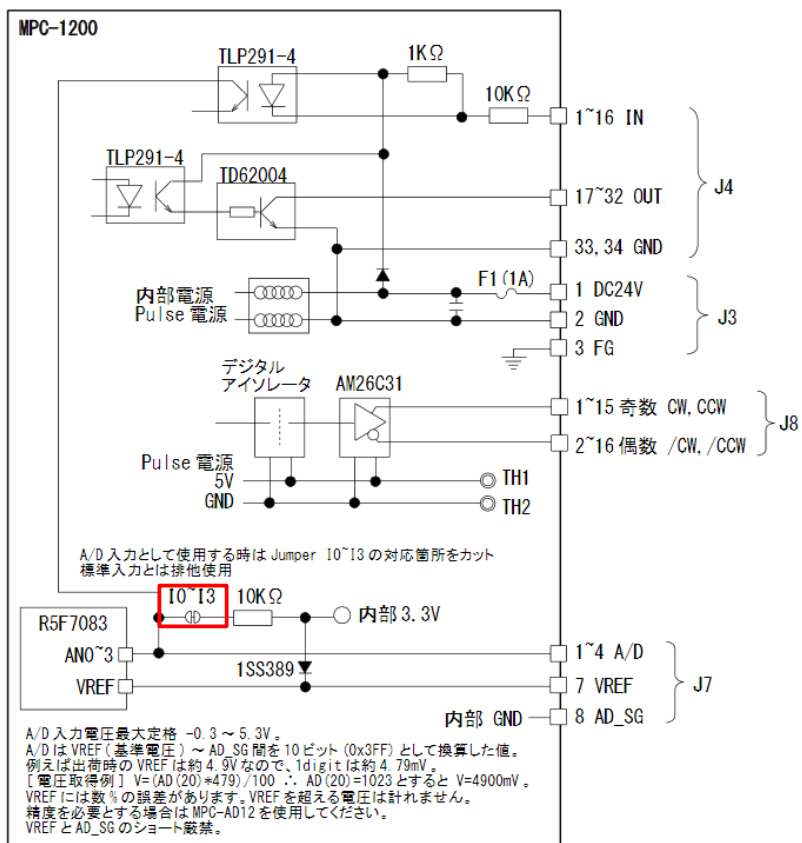 MPC-1200
TLP291-4
1KΩ
10KΩ
1~16 IN
TLP291-4
TD62004
17~32 OUT
J4
33,34 GND
F1(1A)
内部電源
Pulse 電源
1 DC24V
2 GND
J3
3 FG
デジタル
アイソレータ
AM26C31
1~15 奇数 CW,CCW
2~16 偶数 /CW,/CCW
J8
Pulse 電源
5V
GND
TH1
TH2
A/D 入力として使用する時は Jumper I0~I3 の対応箇所をカット
標準入力とは排他使用
I0~I3
10KΩ
内部3.3V
R5F7083
AN0~3
1~4 A/D
1SS389
VREF
7 VREF
J7
内部 GND
8 AD_SG
A/D 入力電圧最大定格 -0.3 ~ 5.3V 。
A/D は VREF( 基準電圧 ) ~ AD_SG 間を 10 ビット (0x3FF) として換算した値。
例えば出荷時の VREF は約 4.9V なので、1digit は約 4.79mV 。
[ 電圧取得例 ] V=(AD(20)*479)/100 ∴ AD(20)=1023 とすると V=4900mV 。
VREF には数 % の誤差があります。VREF を超える電圧は計れません。
精度を必要とする場合は MPC-AD12 を使用してください。
VREF と AD_SG のショート厳禁。